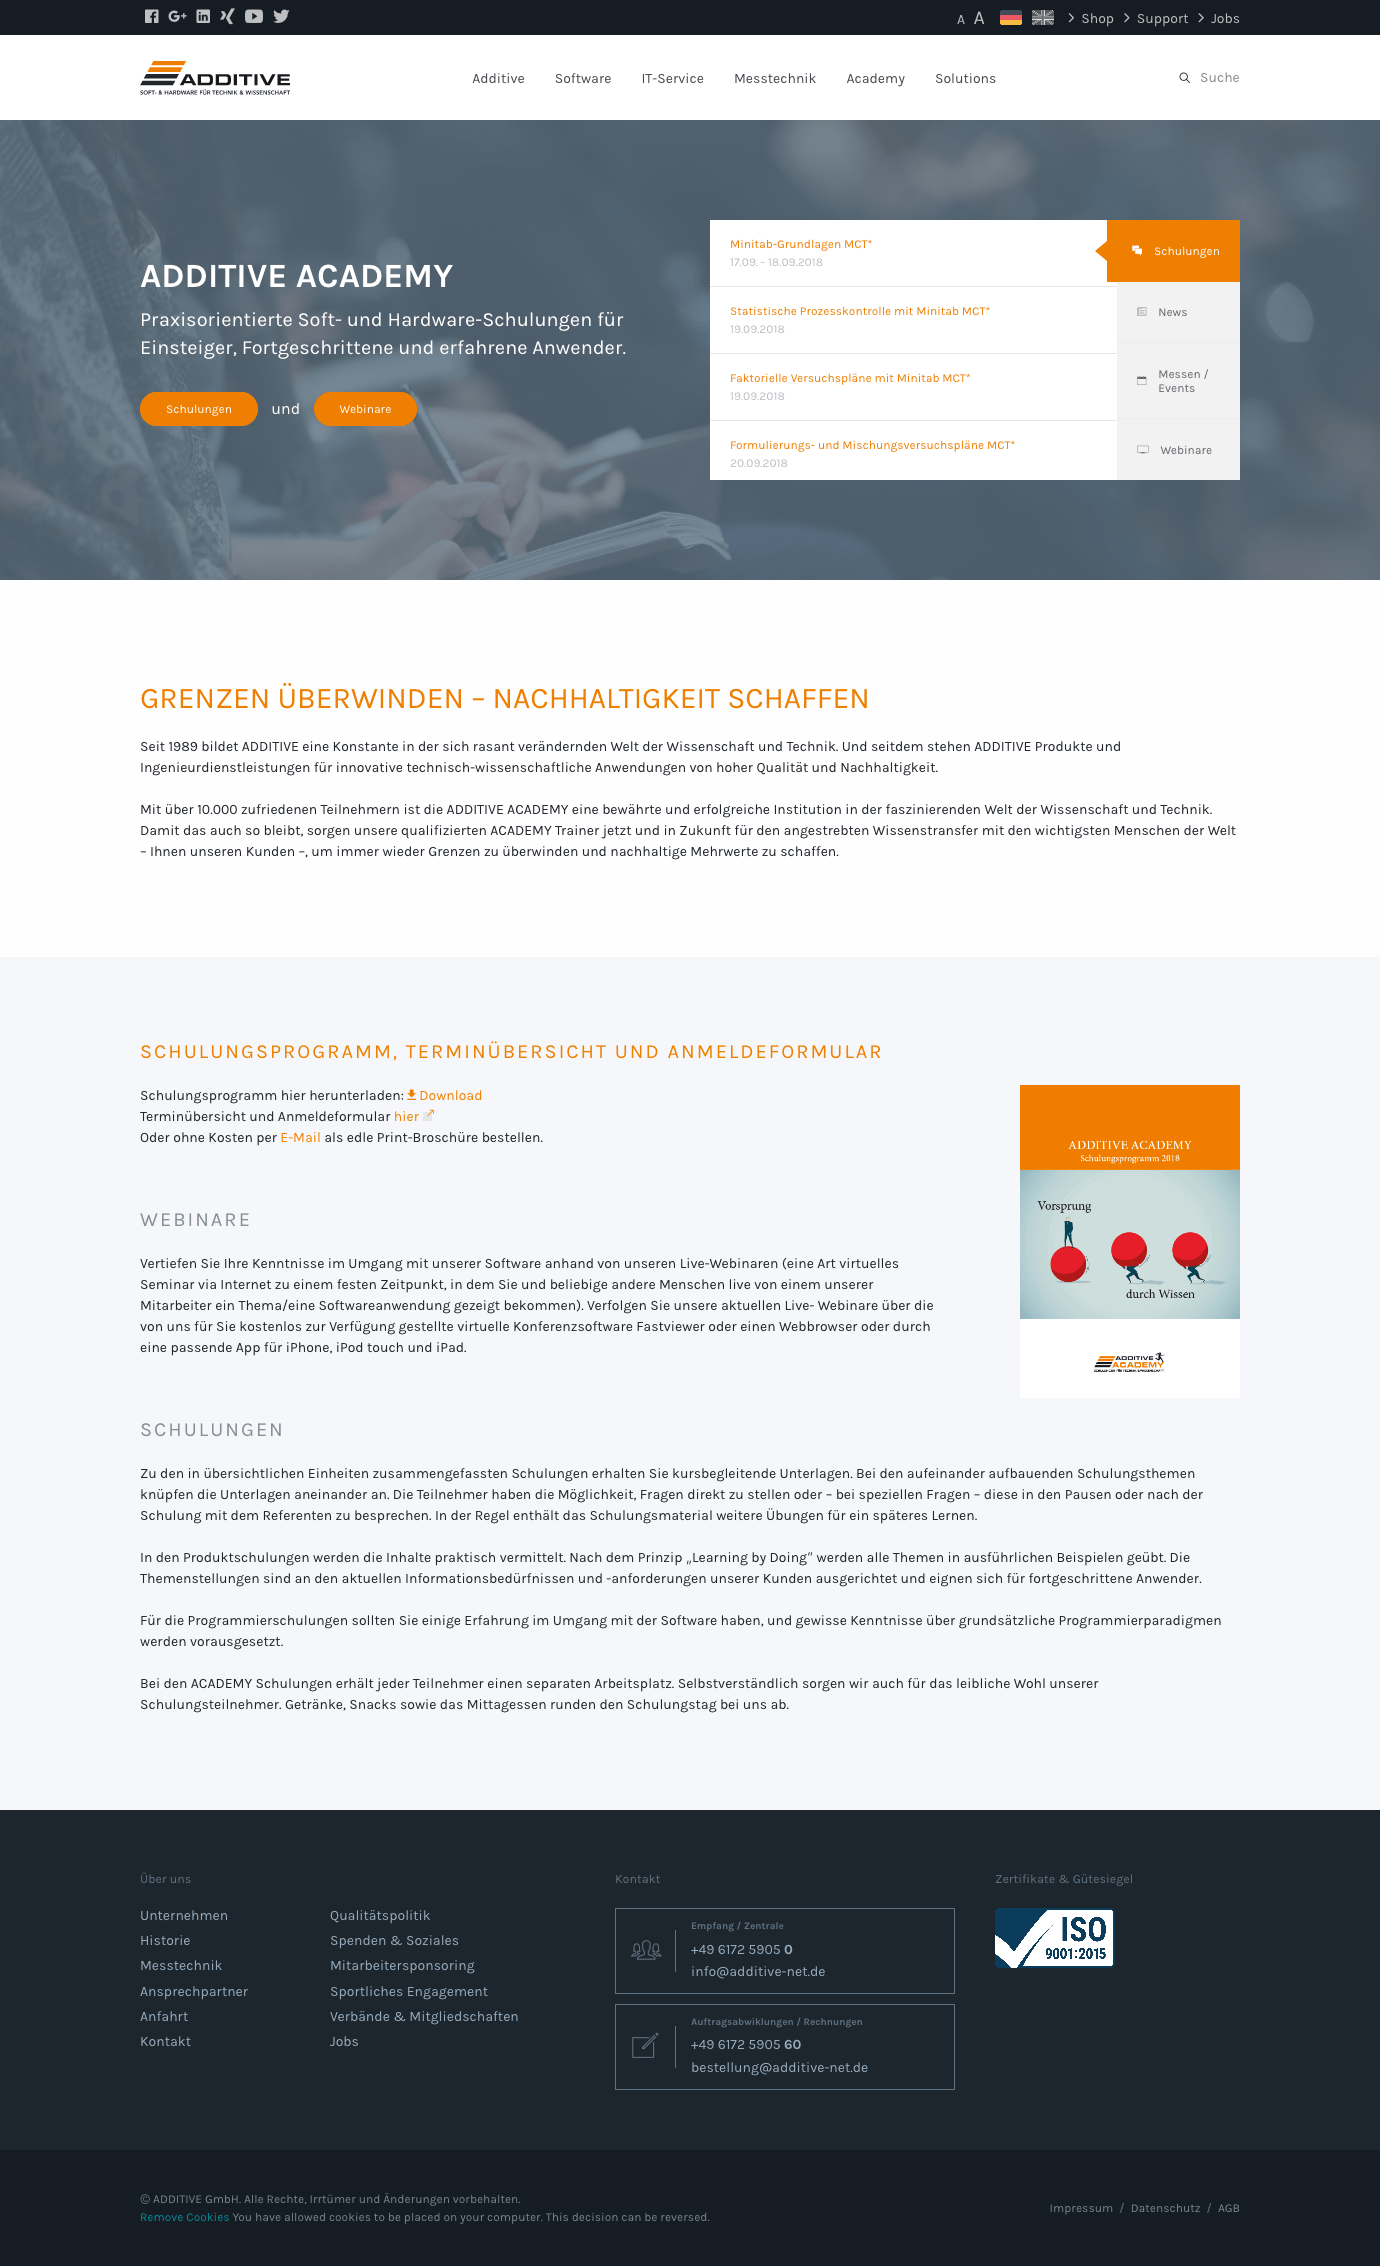 A A Shop Support Jobs
ADDITIVE
SOFT- & HARDWARE FÜR TECHNIK & WISSENSCHAFT
Additive Software IT-Service Messtechnik Academy Solutions
Suche
ADDITIVE ACADEMY
Praxisorientierte Soft- und Hardware-Schulungen für
Einsteiger, Fortgeschrittene und erfahrene Anwender.
Schulungen und Webinare
Minitab-Grundlagen MCT*
17.09. - 18.09.2018
Statistische Prozesskontrolle mit Minitab MCT*
19.09.2018
Faktorielle Versuchspläne mit Minitab MCT*
19.09.2018
Formulierungs- und Mischungsversuchspläne MCT*
20.09.2018
Schulungen
News
Messen /
Events
Webinare
GRENZEN ÜBERWINDEN – NACHHALTIGKEIT SCHAFFEN
Seit 1989 bildet ADDITIVE eine Konstante in der sich rasant verändernden Welt der Wissenschaft und Technik. Und seitdem stehen ADDITIVE Produkte und
Ingenieurdienstleistungen für innovative technisch-wissenschaftliche Anwendungen von hoher Qualität und Nachhaltigkeit.
Mit über 10.000 zufriedenen Teilnehmern ist die ADDITIVE ACADEMY eine bewährte und erfolgreiche Institution in der faszinierenden Welt der Wissenschaft und Technik.
Damit das auch so bleibt, sorgen unsere qualifizierten ACADEMY Trainer jetzt und in Zukunft für den angestrebten Wissenstransfer mit den wichtigsten Menschen der Welt
– Ihnen unseren Kunden –, um immer wieder Grenzen zu überwinden und nachhaltige Mehrwerte zu schaffen.
SCHULUNGSPROGRAMM, TERMINÜBERSICHT UND ANMELDEFORMULAR
Schulungsprogramm hier herunterladen: Download
Terminübersicht und Anmeldeformular hier
Oder ohne Kosten per E-Mail als edle Print-Broschüre bestellen.
ADDITIVE ACADEMY
Schulungsprogramm 2018
Vorsprung
durch Wissen
ADDITIVE
ACADEMY
WEBINARE
Vertiefen Sie Ihre Kenntnisse im Umgang mit unserer Software anhand von unseren Live-Webinaren (eine Art virtuelles
Seminar via Internet zu einem festen Zeitpunkt, in dem Sie und beliebige andere Menschen live von einem unserer
Mitarbeiter ein Thema/eine Softwareanwendung gezeigt bekommen). Verfolgen Sie unsere aktuellen Live- Webinare über die
von uns für Sie kostenlos zur Verfügung gestellte virtuelle Konferenzsoftware Fastviewer oder einen Webbrowser oder durch
eine passende App für iPhone, iPod touch und iPad.
SCHULUNGEN
Zu den in übersichtlichen Einheiten zusammengefassten Schulungen erhalten Sie kursbegleitende Unterlagen. Bei den aufeinander aufbauenden Schulungsthemen
knüpfen die Unterlagen aneinander an. Die Teilnehmer haben die Möglichkeit, Fragen direkt zu stellen oder – bei speziellen Fragen – diese in den Pausen oder nach der
Schulung mit dem Referenten zu besprechen. In der Regel enthält das Schulungsmaterial weitere Übungen für ein späteres Lernen.
In den Produktschulungen werden die Inhalte praktisch vermittelt. Nach dem Prinzip „Learning by Doing“ werden alle Themen in ausführlichen Beispielen geübt. Die
Themenstellungen sind an den aktuellen Informationsbedürfnissen und -anforderungen unserer Kunden ausgerichtet und eignen sich für fortgeschrittene Anwender.
Für die Programmierschulungen sollten Sie einige Erfahrung im Umgang mit der Software haben, und gewisse Kenntnisse über grundsätzliche Programmierparadigmen
werden vorausgesetzt.
Bei den ACADEMY Schulungen erhält jeder Teilnehmer einen separaten Arbeitsplatz. Selbstverständlich sorgen wir auch für das leibliche Wohl unserer
Schulungsteilnehmer. Getränke, Snacks sowie das Mittagessen runden den Schulungstag bei uns ab.
Über uns
Unternehmen
Historie
Messtechnik
Ansprechpartner
Anfahrt
Kontakt
Qualitätspolitik
Spenden & Soziales
Mitarbeitersponsoring
Sportliches Engagement
Verbände & Mitgliedschaften
Jobs
Kontakt
Empfang / Zentrale
+49 6172 5905 0
info@additive-net.de
Auftragsabwiklungen / Rechnungen
+49 6172 5905 60
bestellung@additive-net.de
Zertifikate & Gütesiegel
ISO
9001:2015
© ADDITIVE GmbH. Alle Rechte, Irrtümer und Änderungen vorbehalten.
Remove Cookies You have allowed cookies to be placed on your computer. This decision can be reversed.
Impressum / Datenschutz / AGB